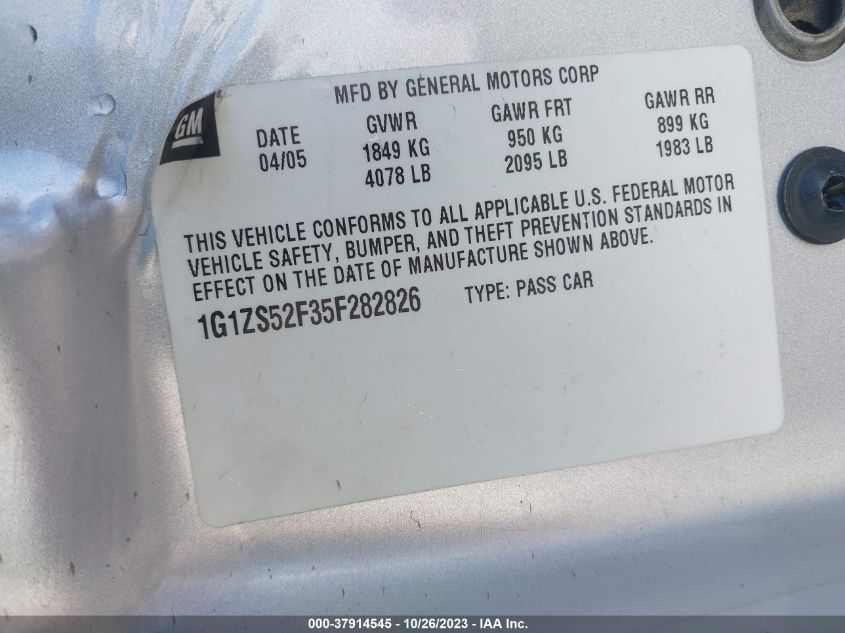 MFD BY GENERAL MOTORS CORP
GM
DATE GVWR GAWR FRT GAWR RR
04/05 1849 KG 950 KG 899 KG
4078 LB 2095 LB 1983 LB
THIS VEHICLE CONFORMS TO ALL APPLICABLE U.S. FEDERAL MOTOR
VEHICLE SAFETY, BUMPER, AND THEFT PREVENTION STANDARDS IN
EFFECT ON THE DATE OF MANUFACTURE SHOWN ABOVE.
1G1ZS52F35F282826 TYPE: PASS CAR
000-37914545 - 10/26/2023 - IAA Inc.